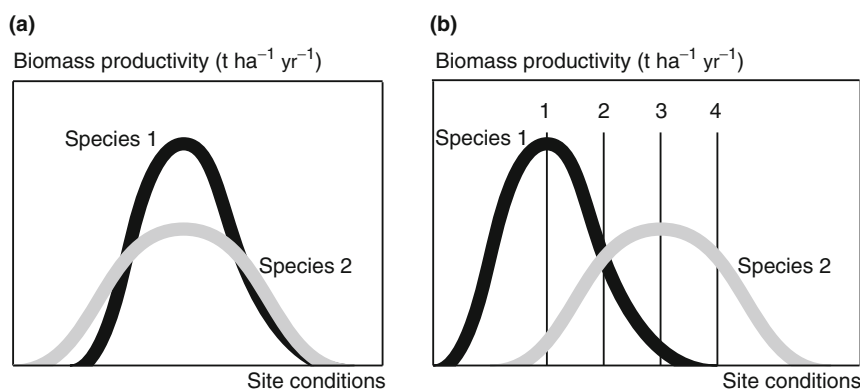 (a)
Biomass productivity (t ha⁻¹ yr⁻¹)
Species 1
Species 2
Site conditions
(b)
Biomass productivity (t ha⁻¹ yr⁻¹)
1 2 3 4
Species 1
Species 2
Site conditions